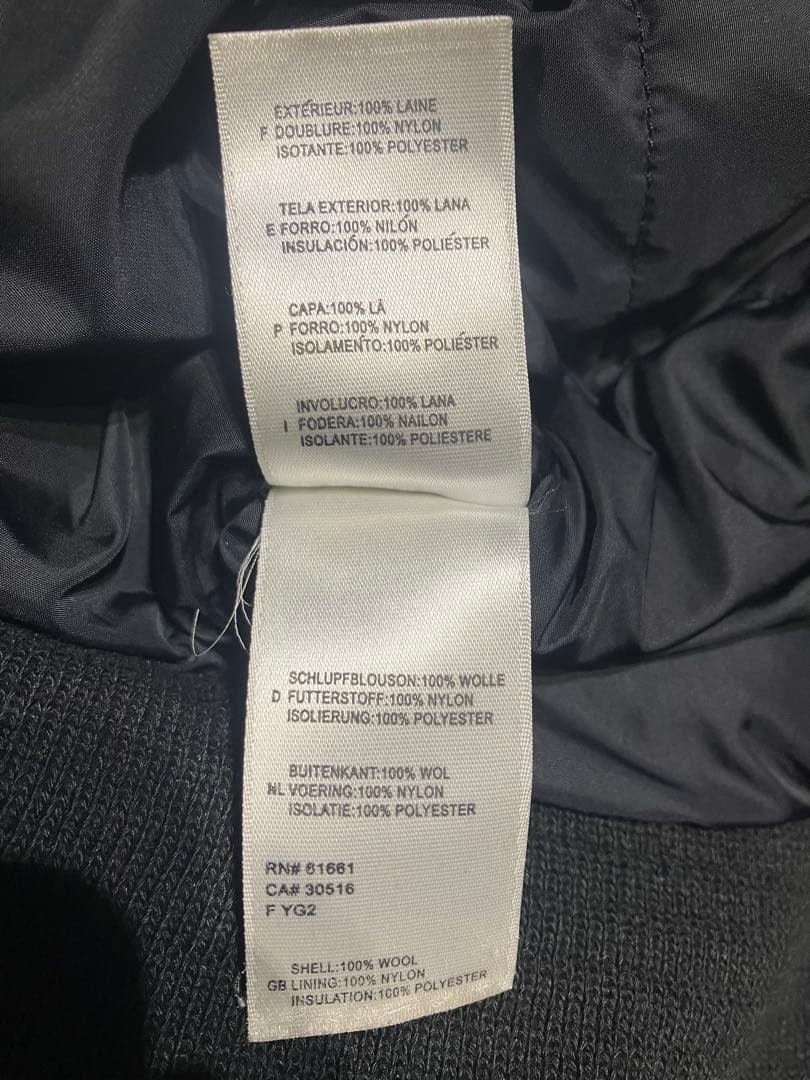 EXTÉRIEUR:100% LAINE
F DOUBLURE:100% NYLON
ISOTANTE:100% POLYESTER
TELA EXTERIOR:100% LANA
E FORRO:100% NILÓN
INSULACIÓN:100% POLIÉSTER
CAPA:100% LÃ
P FORRO:100% NYLON
ISOLAMENTO:100% POLIÉSTER
INVOLUCRO:100% LANA
I FODERA:100% NAILON
ISOLANTE:100% POLIESTERE
SCHLUPFBLOUSON:100% WOLLE
D FUTTERSTOFF:100% NYLON
ISOLIERUNG:100% POLYESTER
BUITENKANT:100% WOL
NL VOERING:100% NYLON
ISOLATIE:100% POLYESTER
RN# 61661
CA# 30516
F YG2
SHELL:100% WOOL
GB LINING:100% NYLON
INSULATION:100% POLYESTER